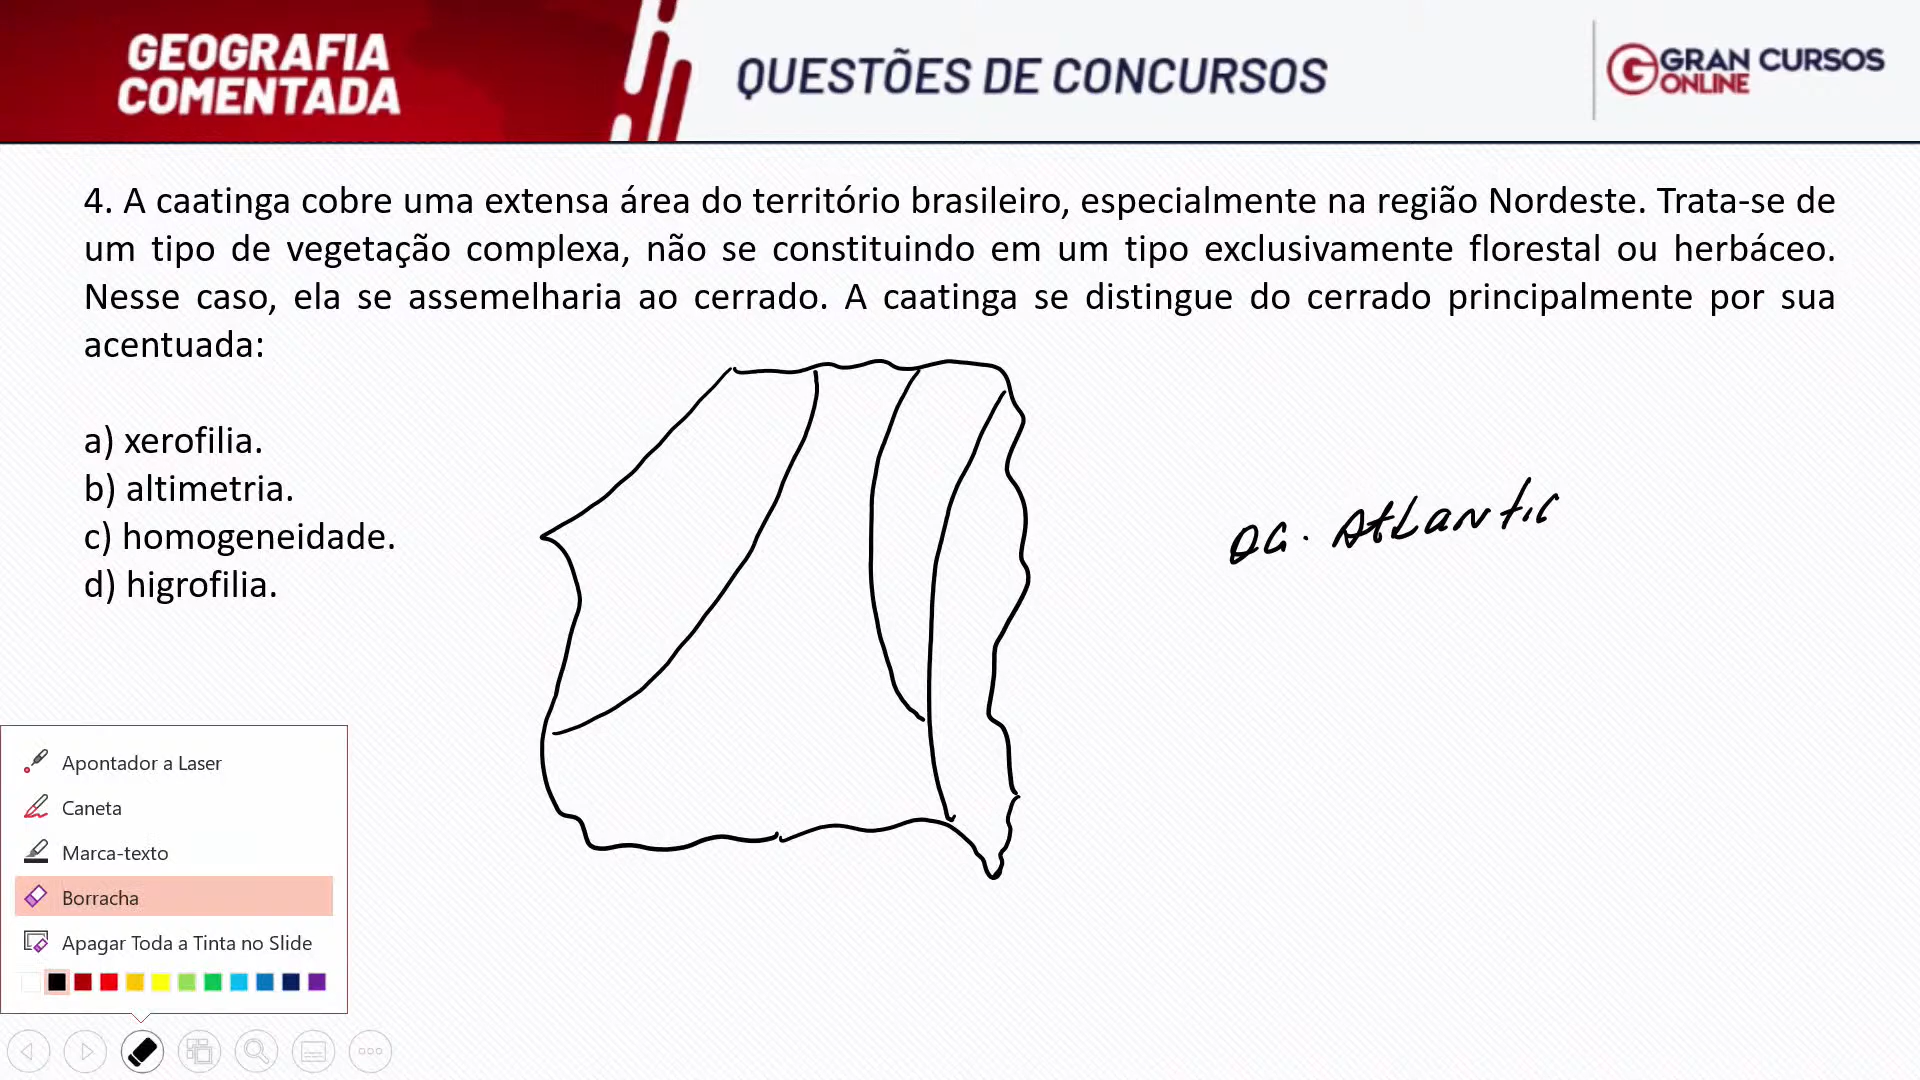 GEOGRAFIA
COMENTADA
QUESTÕES DE CONCURSOS
GRAN CURSOS
ONLINE
4. A caatinga cobre uma extensa área do território brasileiro, especialmente na região Nordeste. Trata-se de
um tipo de vegetação complexa, não se constituindo em um tipo exclusivamente florestal ou herbáceo.
Nesse caso, ela se assemelharia ao cerrado. A caatinga se distingue do cerrado principalmente por sua
acentuada:
a) xerofilia.
b) altimetria.
c) homogeneidade.
d) higrofilia.
OC. ATLANTIC
Apontador a Laser
Caneta
Marca-texto
Borracha
Apagar Toda a Tinta no Slide